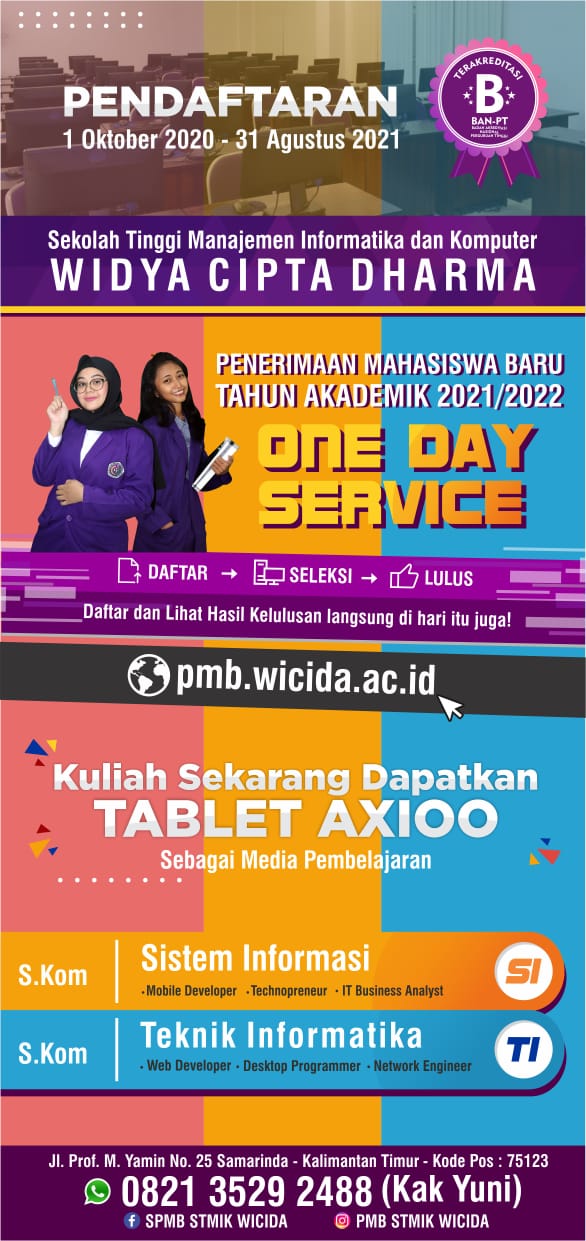 PENDAFTARAN
1 Oktober 2020 - 31 Agustus 2021
TERAKREDITASI
B
BAN-PT
BADAN AKREDITASI
NASIONAL
PERGURUAN TINGGI
Sekolah Tinggi Manajemen Informatika dan Komputer
WIDYA CIPTA DHARMA
PENERIMAAN MAHASISWA BARU
TAHUN AKADEMIK 2021/2022
ONE DAY
SERVICE
DAFTAR → SELEKSI → LULUS
Daftar dan Lihat Hasil Kelulusan langsung di hari itu juga!
pmb.wicida.ac.id
Kuliah Sekarang Dapatkan
TABLET AXIOO
Sebagai Media Pembelajaran
S.Kom
Sistem Informasi
• Mobile Developer • Technopreneur • IT Business Analyst
SI
S.Kom
Teknik Informatika
• Web Developer • Desktop Programmer • Network Engineer
TI
Jl. Prof. M. Yamin No. 25 Samarinda - Kalimantan Timur - Kode Pos : 75123
0821 3529 2488 (Kak Yuni)
SPMB STMIK WICIDA PMB STMIK WICIDA